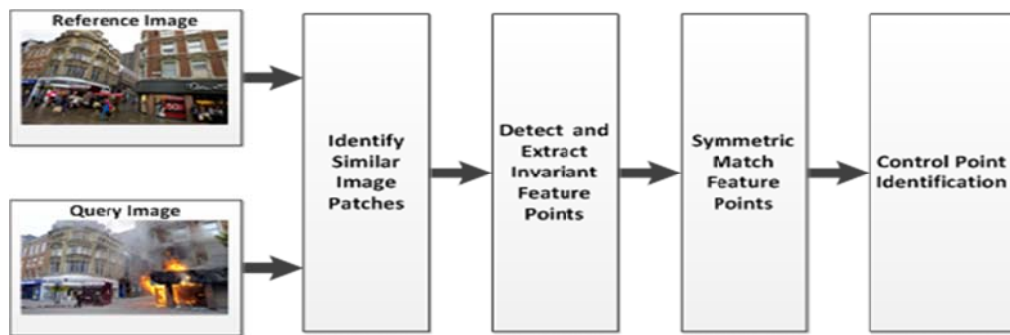 Reference Image
Query Image
Identify
Similar
Image
Patches
Detect and
Extract
Invariant
Feature
Points
Symmetric
Match
Feature
Points
Control Point
Identification